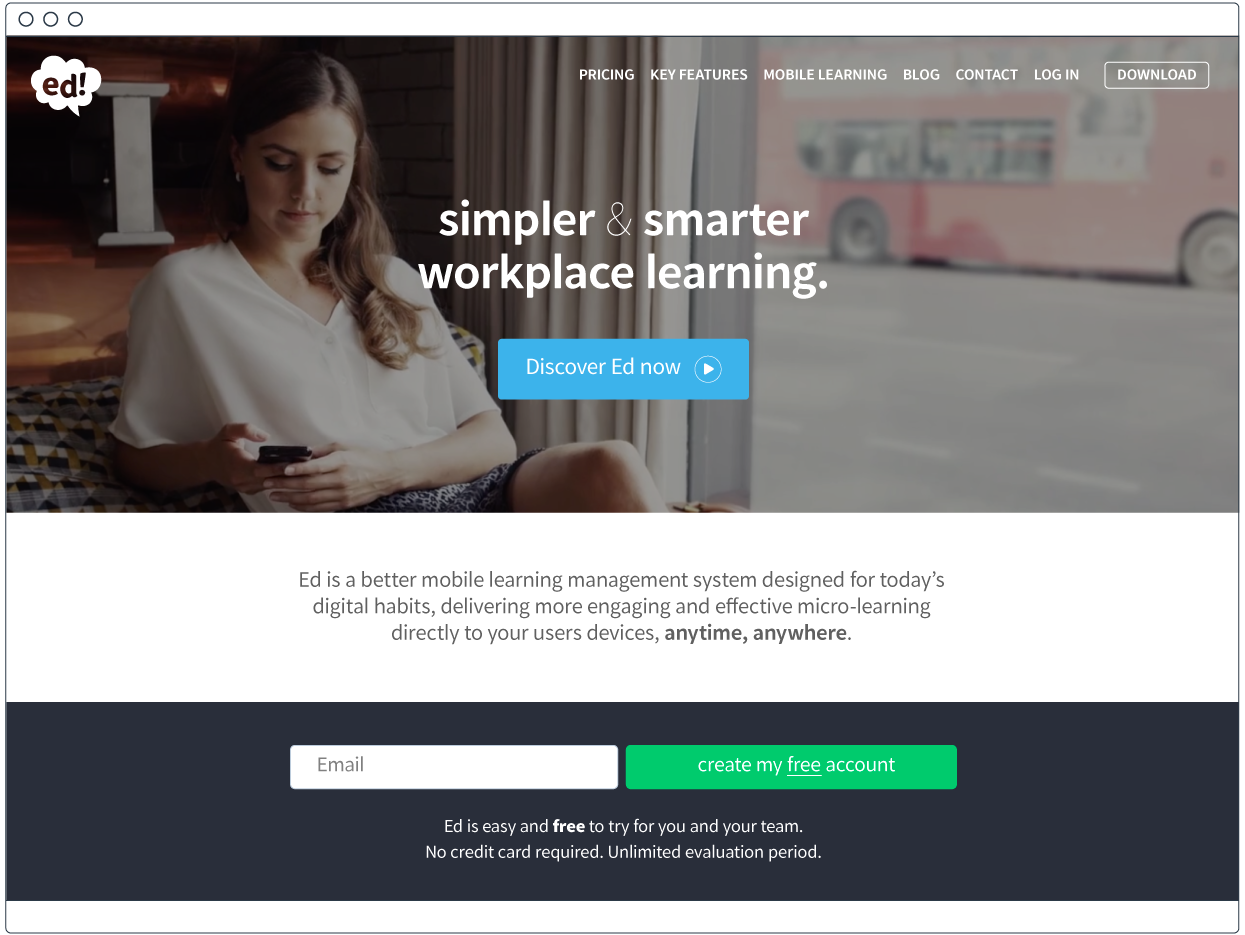 ed!
PRICING KEY FEATURES MOBILE LEARNING BLOG CONTACT LOG IN DOWNLOAD
simpler & smarter
workplace learning.
Discover Ed now
Ed is a better mobile learning management system designed for today’s
digital habits, delivering more engaging and effective micro-learning
directly to your users devices, anytime, anywhere.
Email
create my free account
Ed is easy and free to try for you and your team.
No credit card required. Unlimited evaluation period.